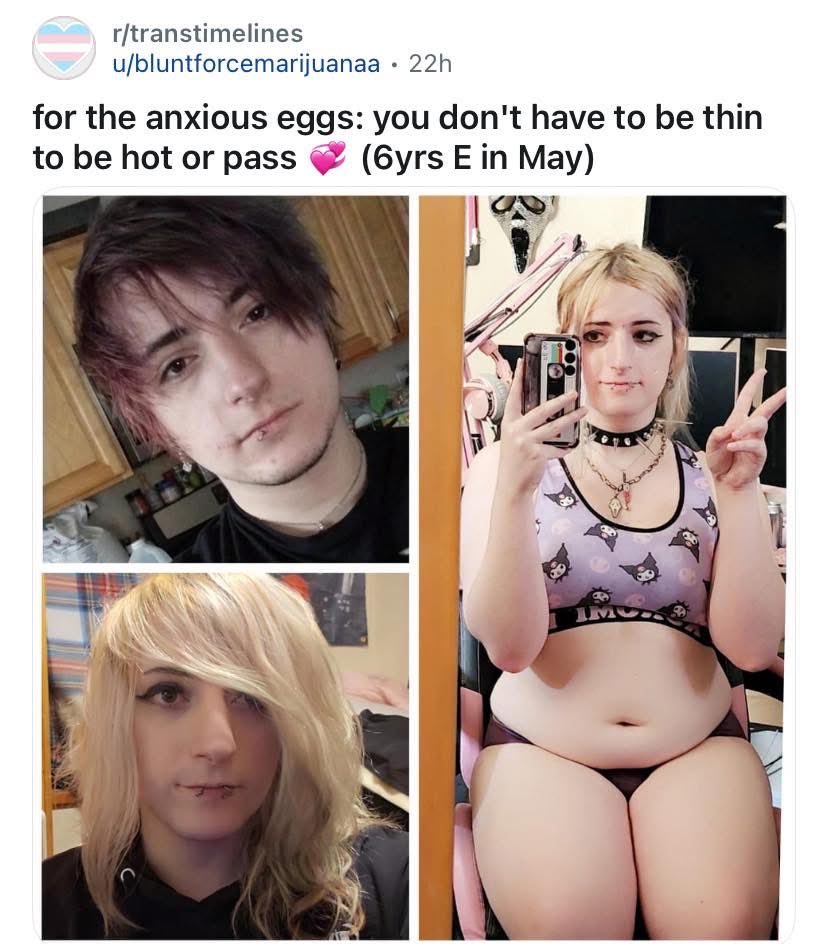 r/transtimelines
u/bluntforcemarijuanaa • 22h
for the anxious eggs: you don't have to be thin
to be hot or pass 💞 (6yrs E in May)